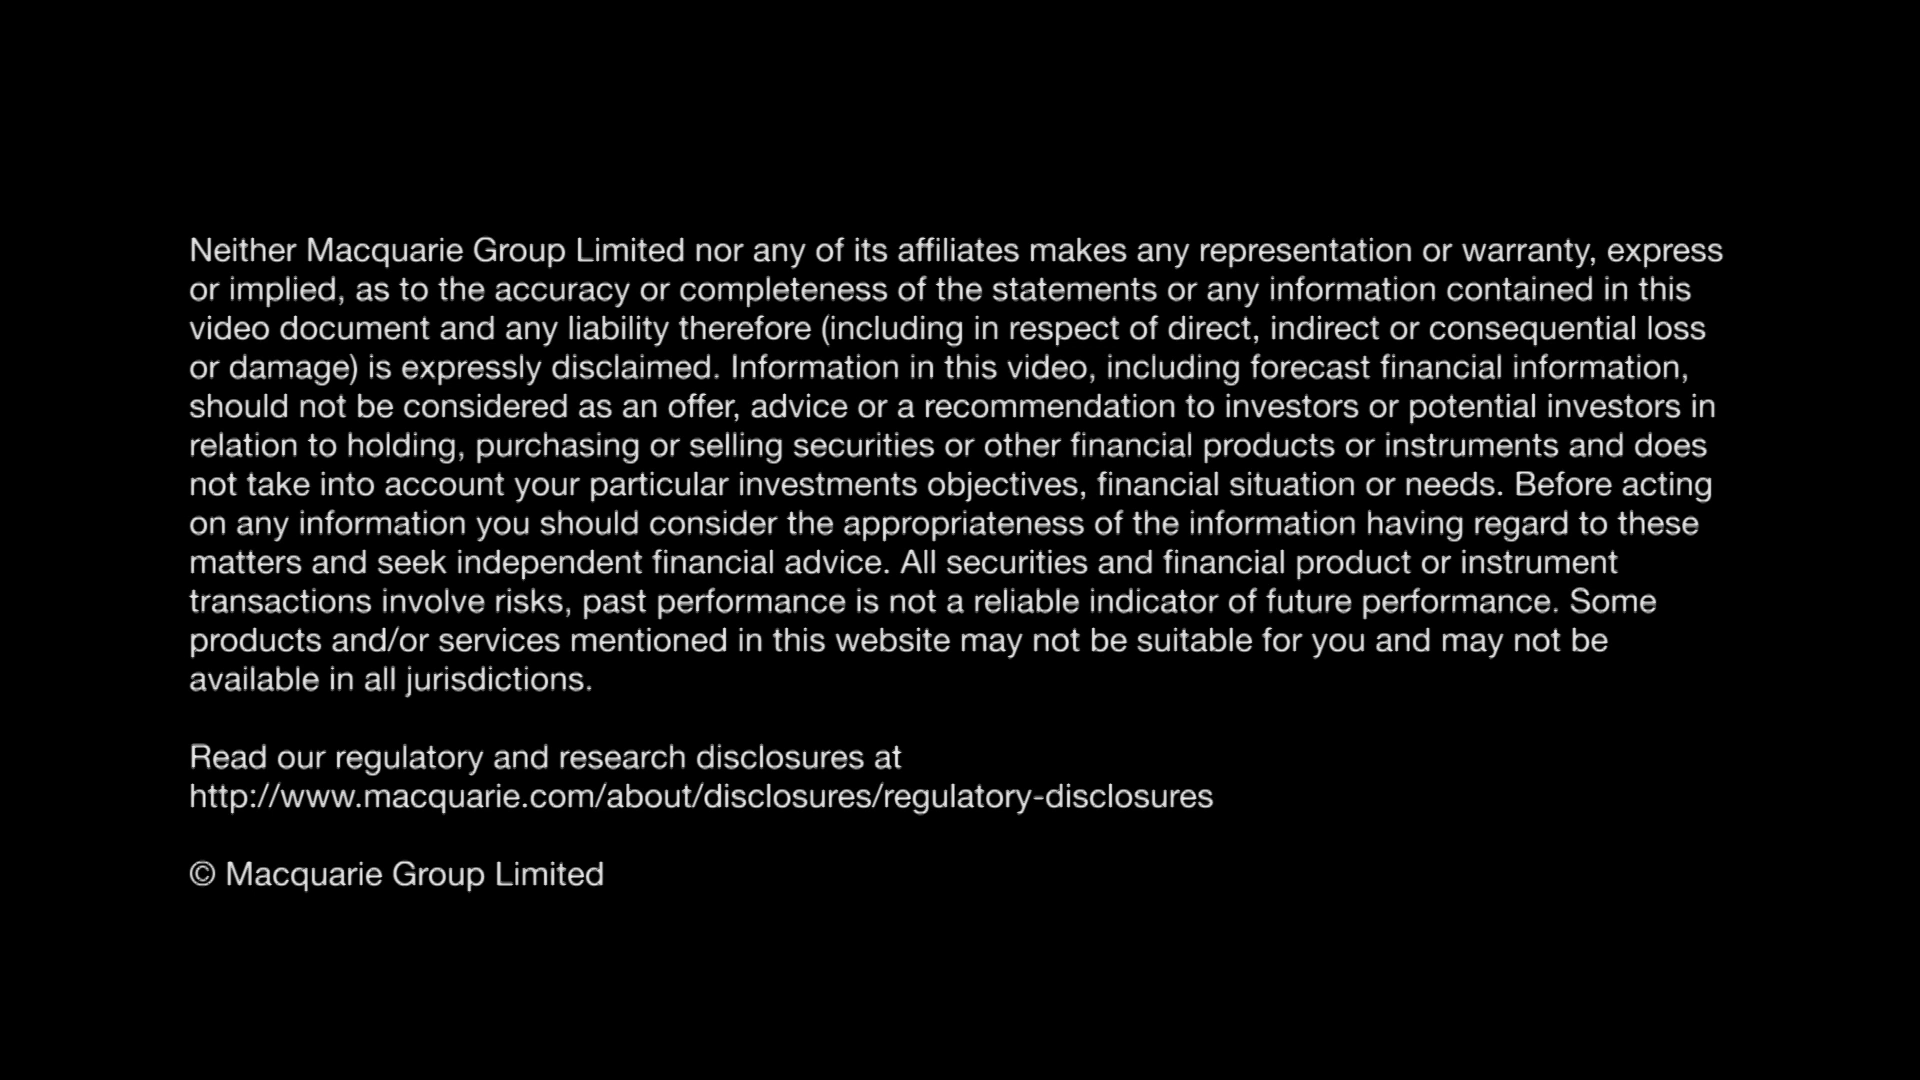 Neither Macquarie Group Limited nor any of its affiliates makes any representation or warranty, express
or implied, as to the accuracy or completeness of the statements or any information contained in this
video document and any liability therefore (including in respect of direct, indirect or consequential loss
or damage) is expressly disclaimed. Information in this video, including forecast financial information,
should not be considered as an offer, advice or a recommendation to investors or potential investors in
relation to holding, purchasing or selling securities or other financial products or instruments and does
not take into account your particular investments objectives, financial situation or needs. Before acting
on any information you should consider the appropriateness of the information having regard to these
matters and seek independent financial advice. All securities and financial product or instrument
transactions involve risks, past performance is not a reliable indicator of future performance. Some
products and/or services mentioned in this website may not be suitable for you and may not be
available in all jurisdictions.
Read our regulatory and research disclosures at
http://www.macquarie.com/about/disclosures/regulatory-disclosures
© Macquarie Group Limited